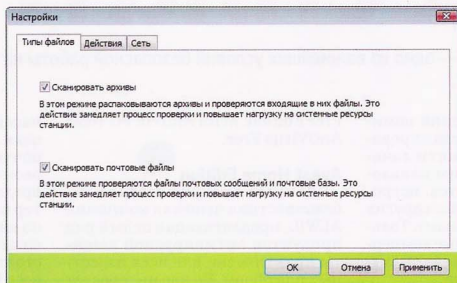 Настройки
Типы файлов
Действия
Сеть
Сканировать архивы
В этом режиме распаковываются архивы и проверяются входящие в них файлы. Это
действие замедляет процесс проверки и повышает нагрузку на системные ресурсы
станции.
Сканировать почтовые файлы
В этом режиме проверяются файлы почтовых сообщений и почтовые базы. Это
действие замедляет процесс проверки и повышает нагрузку на системные ресурсы
станции.
ОК
Отмена
Применить